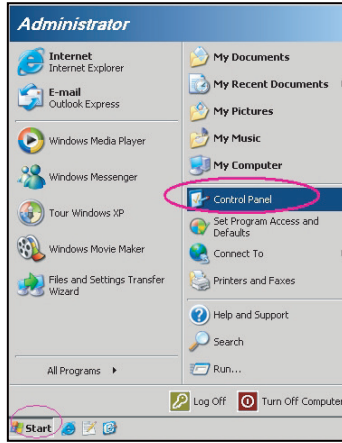 Administrator
Internet
Internet Explorer
E-mail
Outlook Express
Windows Media Player
Windows Messenger
Tour Windows XP
Windows Movie Maker
Files and Settings Transfer
Wizard
All Programs
My Documents
My Recent Documents
My Pictures
My Music
My Computer
Control Panel
Set Program Access and
Defaults
Connect To
Printers and Faxes
Help and Support
Search
Run...
Log Off
Turn Off Computer
Start